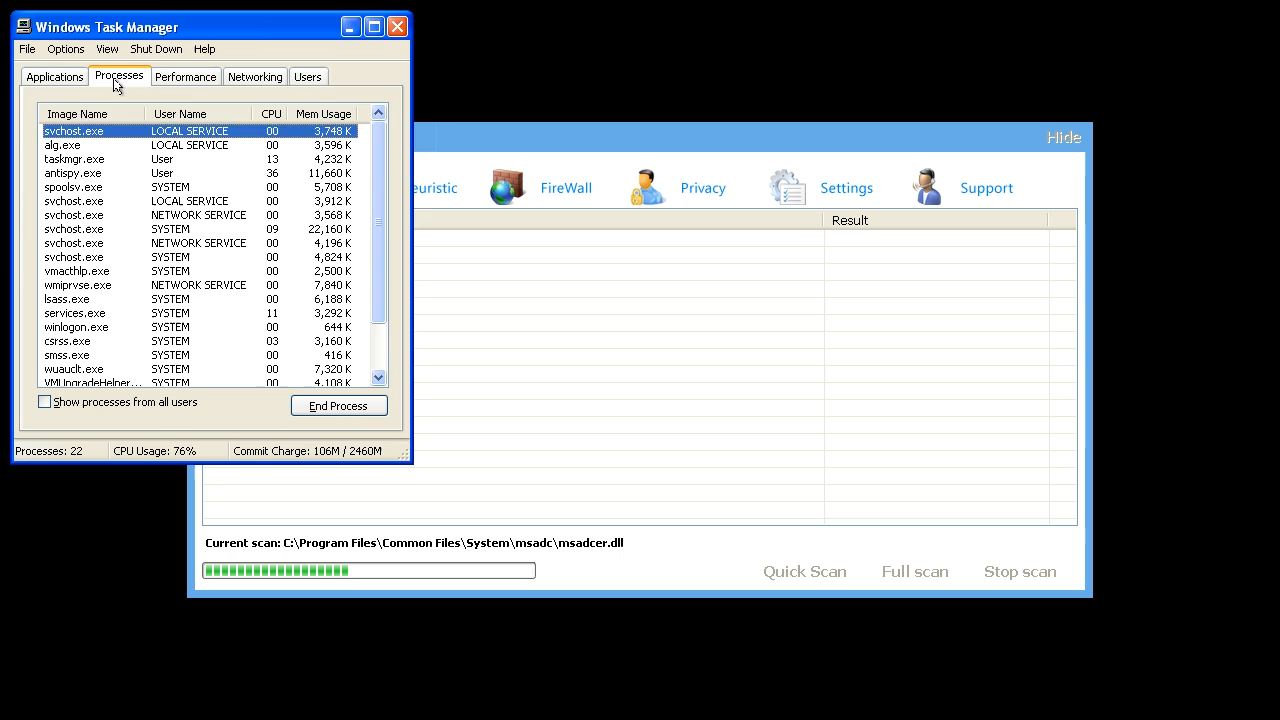 Windows Task Manager
File Options View Shut Down Help
Applications Processes Performance Networking Users
Image Name User Name CPU Mem Usage
svchost.exe LOCAL SERVICE 00 3,748 K
alg.exe LOCAL SERVICE 00 3,596 K
taskmgr.exe User 13 4,232 K
antispy.exe User 36 11,660 K
spoolsv.exe SYSTEM 00 5,708 K
svchost.exe LOCAL SERVICE 00 3,912 K
svchost.exe NETWORK SERVICE 00 3,568 K
svchost.exe SYSTEM 09 22,160 K
svchost.exe NETWORK SERVICE 00 4,196 K
svchost.exe SYSTEM 00 4,824 K
vmacthlp.exe SYSTEM 00 2,500 K
wmiprvse.exe NETWORK SERVICE 00 7,840 K
lsass.exe SYSTEM 00 6,188 K
services.exe SYSTEM 11 3,292 K
winlogon.exe SYSTEM 00 644 K
csrss.exe SYSTEM 03 3,160 K
smss.exe SYSTEM 00 416 K
wuauclt.exe SYSTEM 00 7,320 K
VMUpgradeHelper... SYSTEM 00 4,108 K
Show processes from all users
End Process
Processes: 22 CPU Usage: 76% Commit Charge: 106M / 2460M
Hide
euristic FireWall Privacy Settings Support
Result
Current scan: C:\Program Files\Common Files\System\msadc\msadcer.dll
Quick Scan Full scan Stop scan